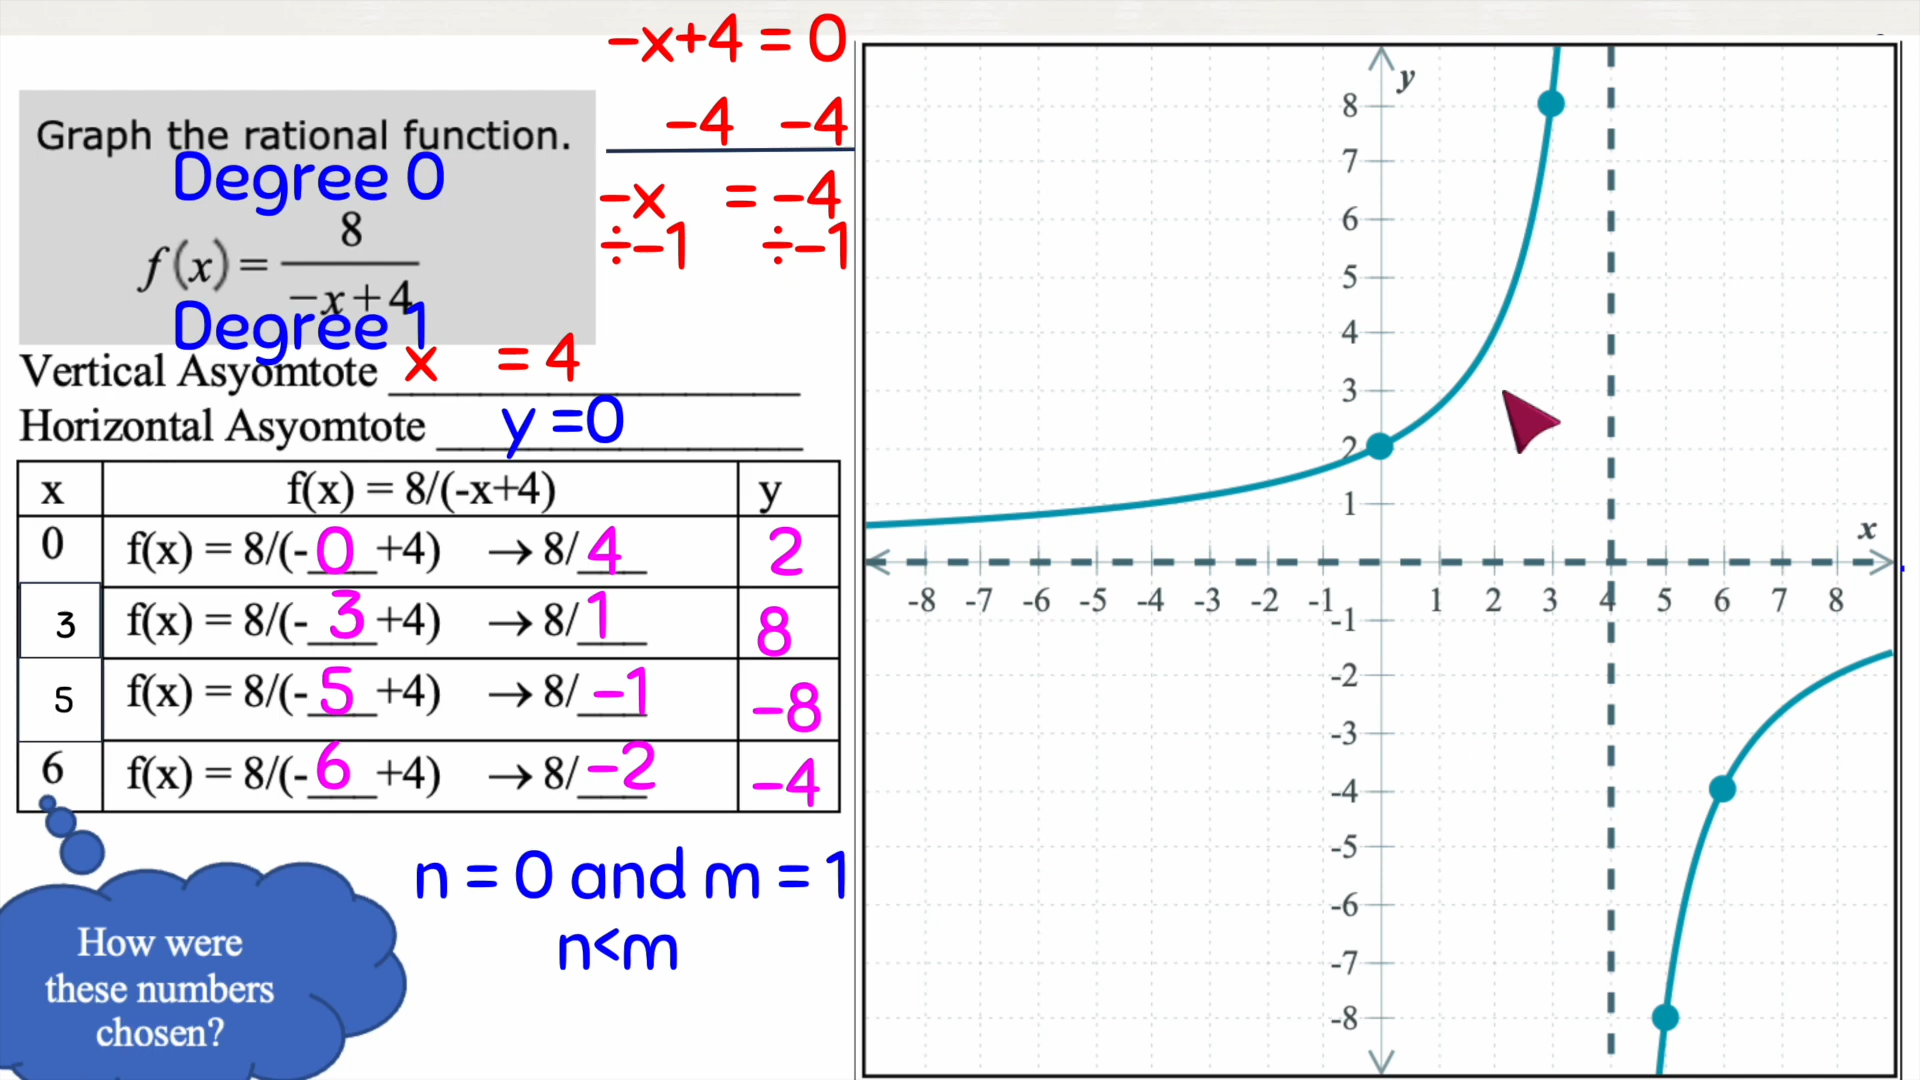 -x+4 = 0
-4 -4
-x = -4
÷-1 ÷-1
Graph the rational function.
Degree 0
f(x) = 8/(-x+4)
Degree 1
Vertical Asyomtote x = 4
Horizontal Asyomtote y =0
x f(x) = 8/(-x+4) y
0 f(x) = 8/(-0+4) → 8/4 2
3 f(x) = 8/(-3+4) → 8/1 8
5 f(x) = 8/(-5+4) → 8/-1 -8
6 f(x) = 8/(-6+4) → 8/-2 -4
n = 0 and m = 1
n<m
How were
these numbers
chosen?
y
8
7
6
5
4
3
2
1
x
-8 -7 -6 -5 -4 -3 -2 -1 1 2 3 4 5 6 7 8
-1
-2
-3
-4
-5
-6
-7
-8